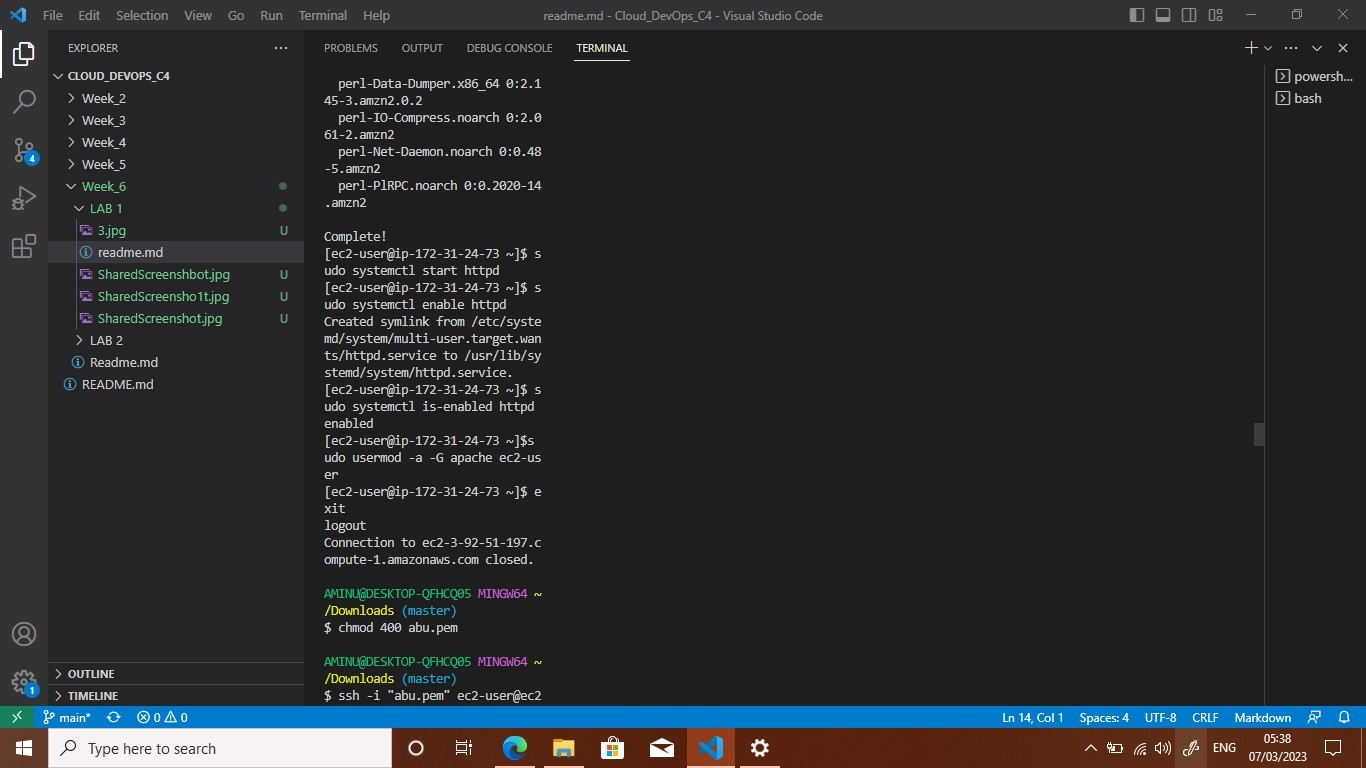 File Edit Selection View Go Run Terminal Help
readme.md - Cloud_DevOps_C4 - Visual Studio Code
EXPLORER
CLOUD_DEVOPS_C4
Week_2
Week_3
Week_4
Week_5
Week_6
LAB 1
3.jpg U
readme.md
SharedScreenshbot.jpg U
SharedScreensho1t.jpg U
SharedScreenshot.jpg U
LAB 2
Readme.md
README.md
OUTLINE
TIMELINE
4
1
PROBLEMS OUTPUT DEBUG CONSOLE TERMINAL
perl-Data-Dumper.x86_64 0:2.1
45-3.amzn2.0.2
perl-IO-Compress.noarch 0:2.0
61-2.amzn2
perl-Net-Daemon.noarch 0:0.48
-5.amzn2
perl-PlRPC.noarch 0:0.2020-14
.amzn2
Complete!
[ec2-user@ip-172-31-24-73 ~]$ s
udo systemctl start httpd
[ec2-user@ip-172-31-24-73 ~]$ s
udo systemctl enable httpd
Created symlink from /etc/syste
md/system/multi-user.target.wan
ts/httpd.service to /usr/lib/sy
stemd/system/httpd.service.
[ec2-user@ip-172-31-24-73 ~]$ s
udo systemctl is-enabled httpd
enabled
[ec2-user@ip-172-31-24-73 ~]$s
udo usermod -a -G apache ec2-us
er
[ec2-user@ip-172-31-24-73 ~]$ e
xit
logout
Connection to ec2-3-92-51-197.c
ompute-1.amazonaws.com closed.
AMINU@DESKTOP-QFHCQ05 MINGW64 ~
/Downloads (master)
$ chmod 400 abu.pem
AMINU@DESKTOP-QFHCQ05 MINGW64 ~
/Downloads (master)
$ ssh -i "abu.pem" ec2-user@ec2
powersh...
bash
main* 0 0
Ln 14, Col 1 Spaces: 4 UTF-8 CRLF Markdown
Type here to search
ENG
05:38
07/03/2023